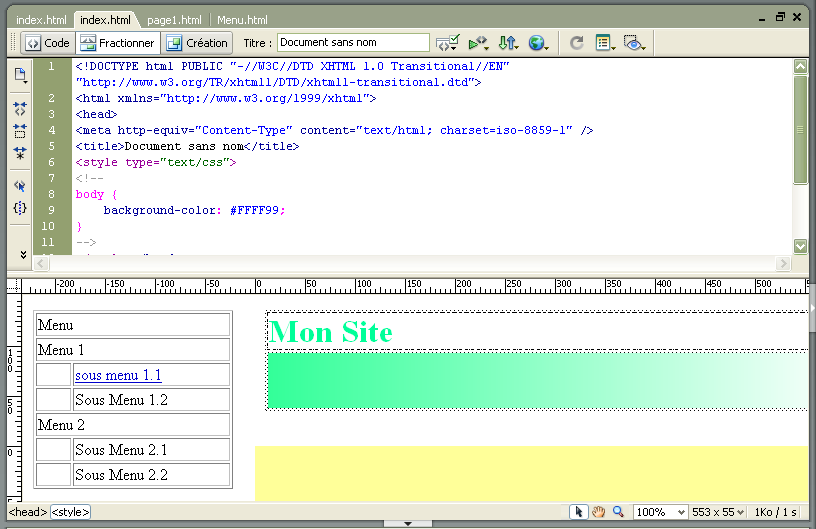 index.html index.html page1.html Menu.html
Code Fractionner Création Titre : Document sans nom
1 <!DOCTYPE html PUBLIC "-//W3C//DTD XHTML 1.0 Transitional//EN"
"http://www.w3.org/TR/xhtml1/DTD/xhtml1-transitional.dtd">
2 <html xmlns="http://www.w3.org/1999/xhtml">
3 <head>
4 <meta http-equiv="Content-Type" content="text/html; charset=iso-8859-1" />
5 <title>Document sans nom</title>
6 <style type="text/css">
7 <!--
8 body {
9 background-color: #FFFF99;
10 }
11 -->
-200 -150 -100 -50 0 50 100 150 200 250 300 350 400 450 500
100
50
0
Menu
Menu 1
sous menu 1.1
Sous Menu 1.2
Menu 2
Sous Menu 2.1
Sous Menu 2.2
Mon Site
<head> <style> 100% 553 x 55 1Ko / 1 s